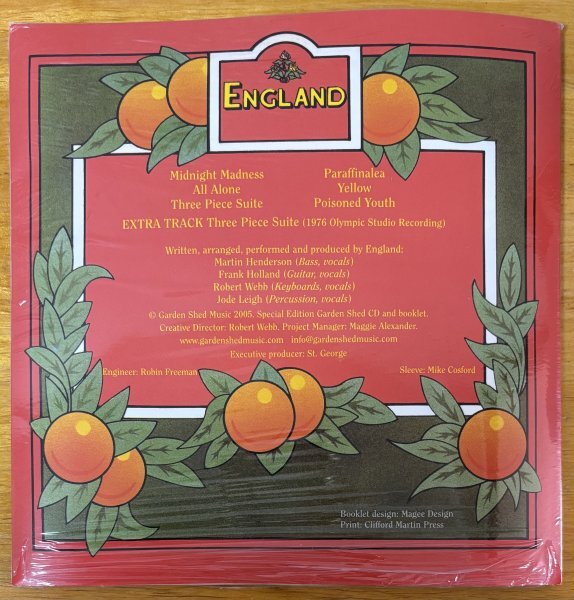 ENGLAND
Midnight Madness
All Alone
Three Piece Suite
Paraffinalea
Yellow
Poisoned Youth
EXTRA TRACK Three Piece Suite (1976 Olympic Studio Recording)
Written, arranged, performed and produced by England:
Martin Henderson (Bass, vocals)
Frank Holland (Guitar, vocals)
Robert Webb (Keyboards, vocals)
Jode Leigh (Percussion, vocals)
© Garden Shed Music 2005. Special Edition Garden Shed CD and booklet.
Creative Director: Robert Webb. Project Manager: Maggie Alexander.
www.gardenshedmusic.com info@gardenshedmusic.com
Executive producer: St. George
Engineer: Robin Freeman
Sleeve: Mike Cosford
Booklet design: Magee Design
Print: Clifford Martin Press